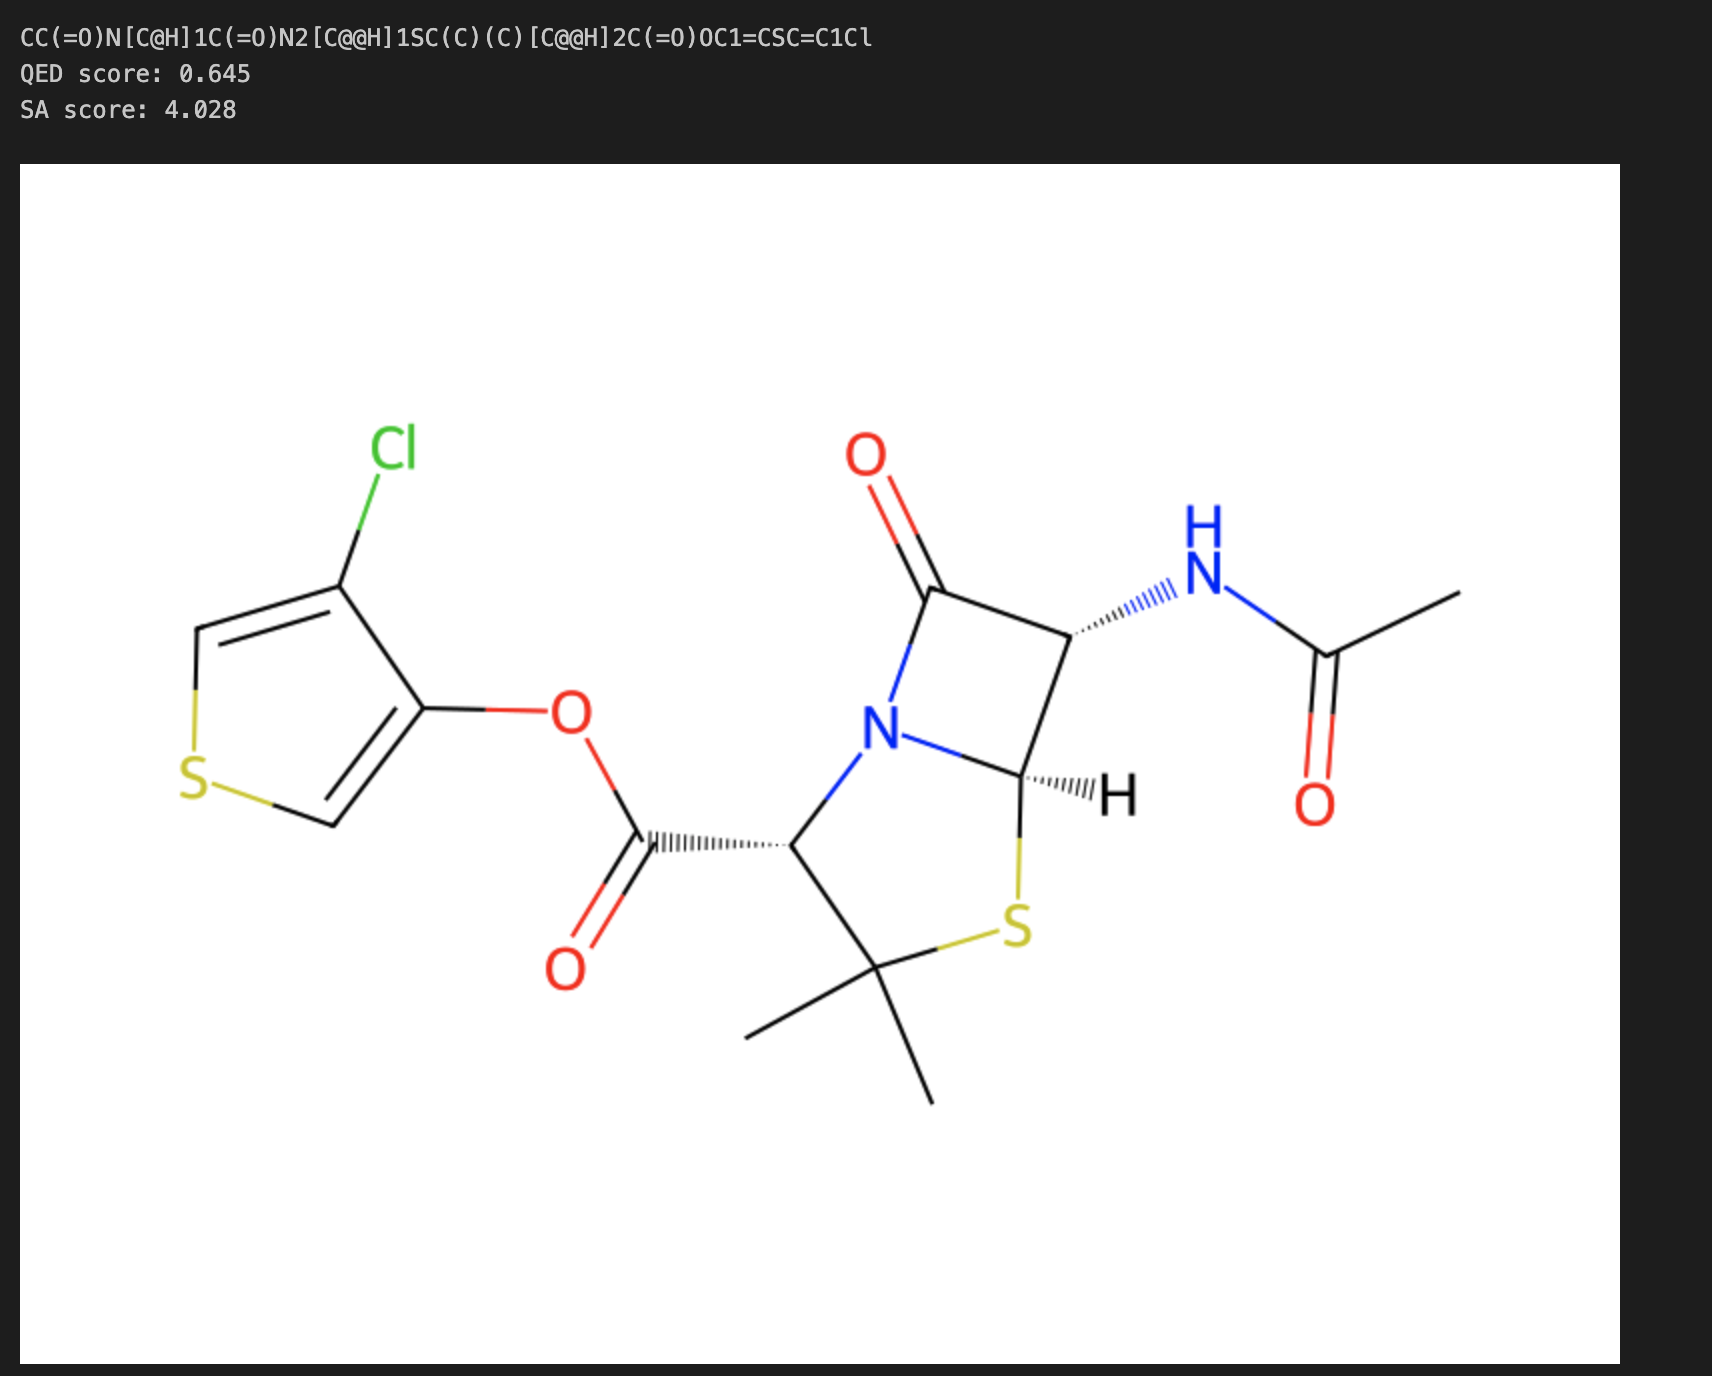 CC(=O)N[C@H]1C(=O)N2[C@@H]1SC(C)(C)[C@@H]2C(=O)OC1=CSC=C1Cl
QED score: 0.645
SA score: 4.028
Cl
O
H
N
O
N
H
O
S
S
O